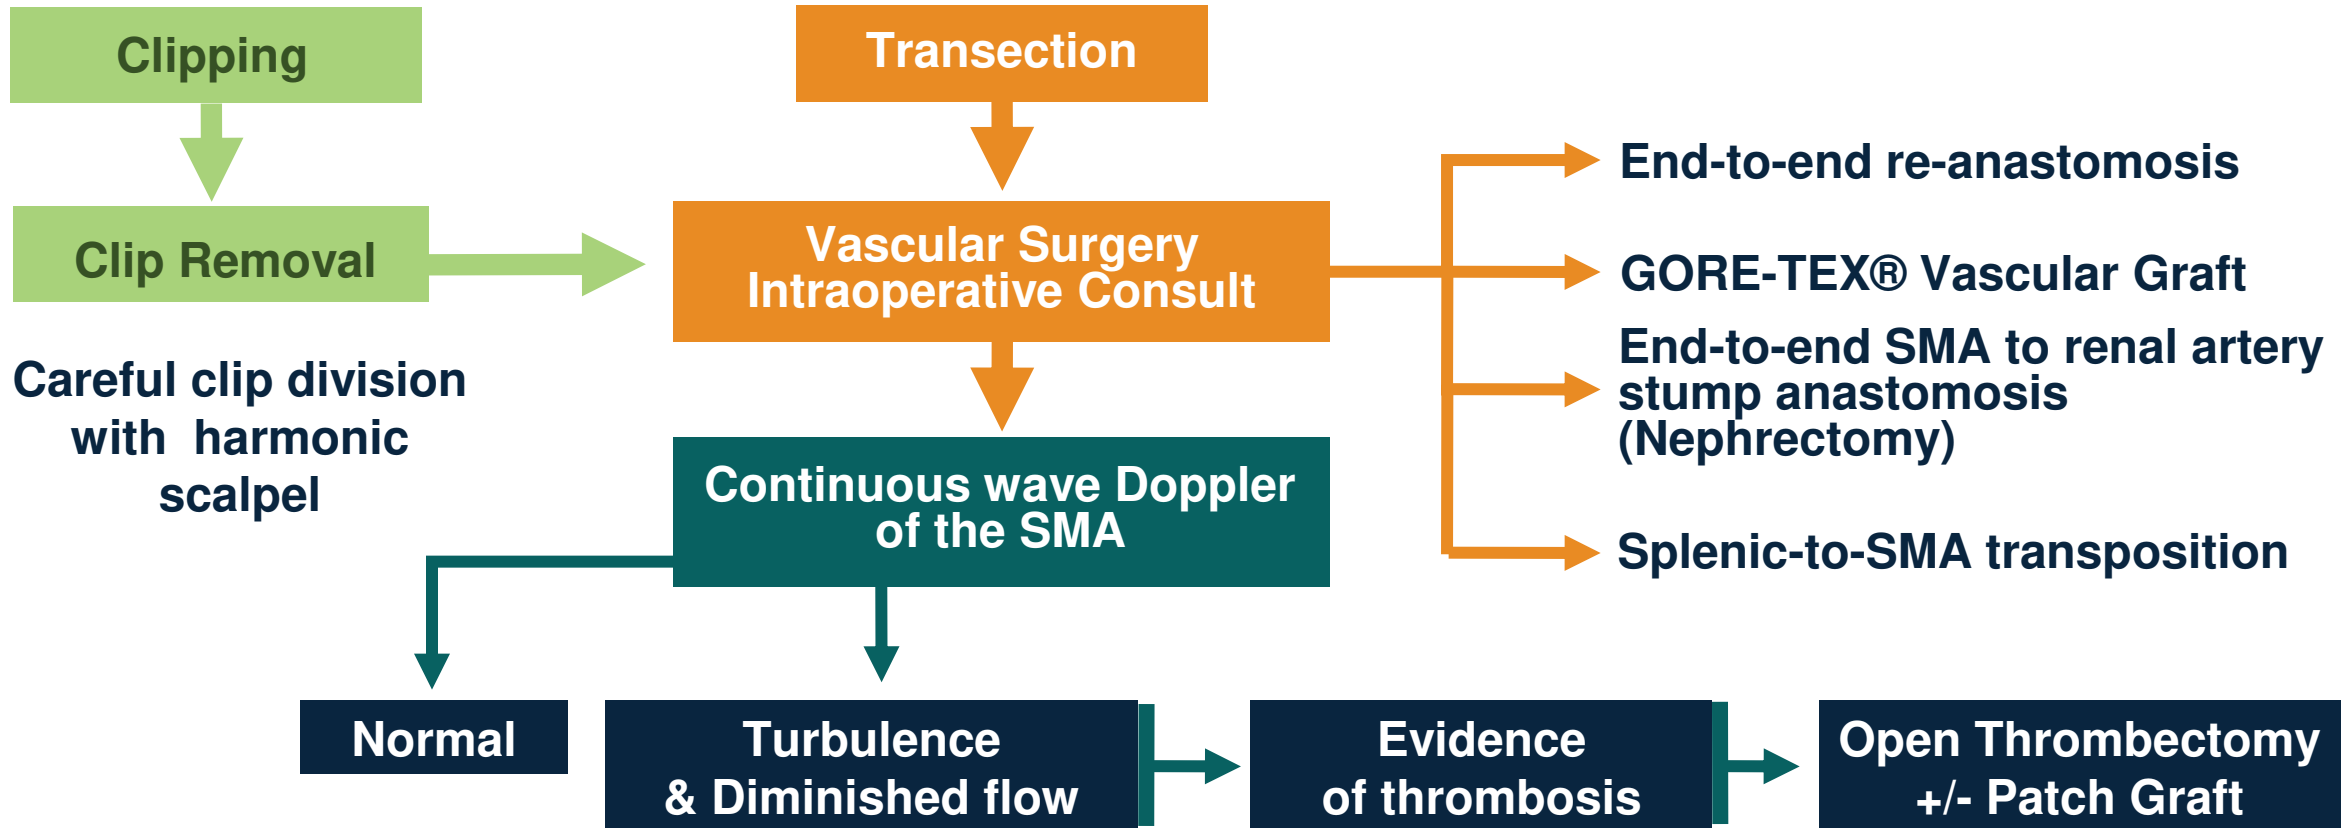 Clipping
Transection
Clip Removal
Careful clip division
with harmonic
scalpel
Vascular Surgery
Intraoperative Consult
End-to-end re-anastomosis
GORE-TEX® Vascular Graft
End-to-end SMA to renal artery
stump anastomosis
(Nephrectomy)
Splenic-to-SMA transposition
Continuous wave Doppler
of the SMA
Normal
Turbulence
& Diminished flow
Evidence
of thrombosis
Open Thrombectomy
+/- Patch Graft